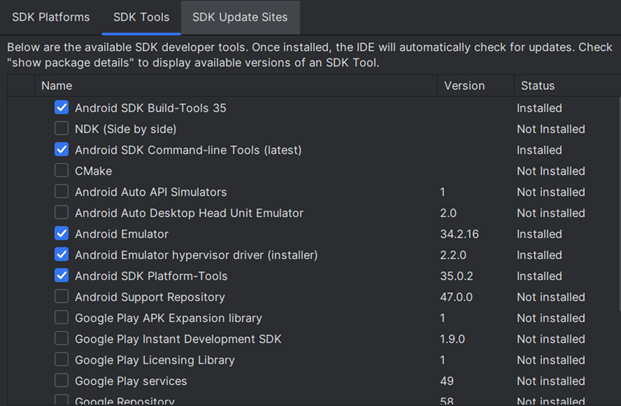 SDK Platforms SDK Tools SDK Update Sites
Below are the available SDK developer tools. Once installed, the IDE will automatically check for updates. Check
"show package details" to display available versions of an SDK Tool.
Name Version Status
Android SDK Build-Tools 35 Installed
NDK (Side by side) Not Installed
Android SDK Command-line Tools (latest) Installed
CMake Not Installed
Android Auto API Simulators 1 Not installed
Android Auto Desktop Head Unit Emulator 2.0 Not installed
Android Emulator 34.2.16 Installed
Android Emulator hypervisor driver (installer) 2.2.0 Installed
Android SDK Platform-Tools 35.0.2 Installed
Android Support Repository 47.0.0 Not installed
Google Play APK Expansion library 1 Not installed
Google Play Instant Development SDK 1.9.0 Not installed
Google Play Licensing Library 1 Not installed
Google Play services 49 Not installed
Google Repository 58 Not installed